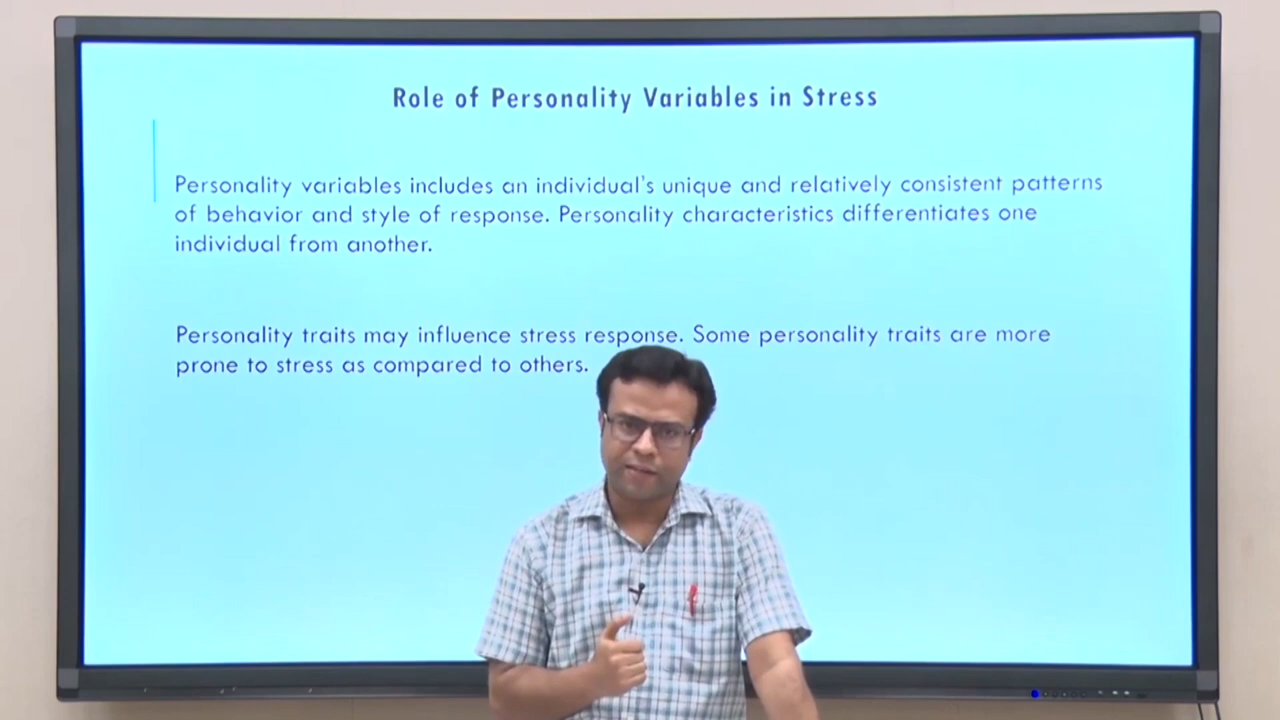 Role of Personality Variables in Stress
Personality variables includes an individual's unique and relatively consistent patterns
of behavior and style of response. Personality characteristics differentiates one
individual from another.
Personality traits may influence stress response. Some personality traits are more
prone to stress as compared to others.